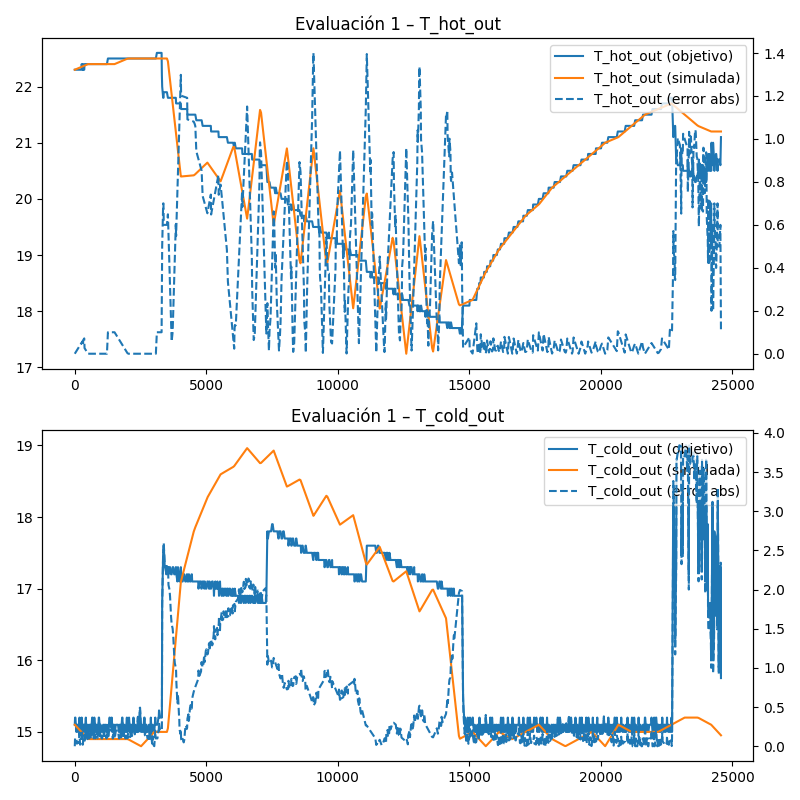 Evaluación 1 – T_hot_out
T_hot_out (objetivo)
T_hot_out (simulada)
T_hot_out (error abs)
22
21
20
19
18
17
1.4
1.2
1.0
0.8
0.6
0.4
0.2
0.0
0 5000 10000 15000 20000 25000
Evaluación 1 – T_cold_out
T_cold_out (objetivo)
T_cold_out (simulada)
T_cold_out (error abs)
19
18
17
16
15
4.0
3.5
3.0
2.5
2.0
1.5
1.0
0.5
0.0
0 5000 10000 15000 20000 25000